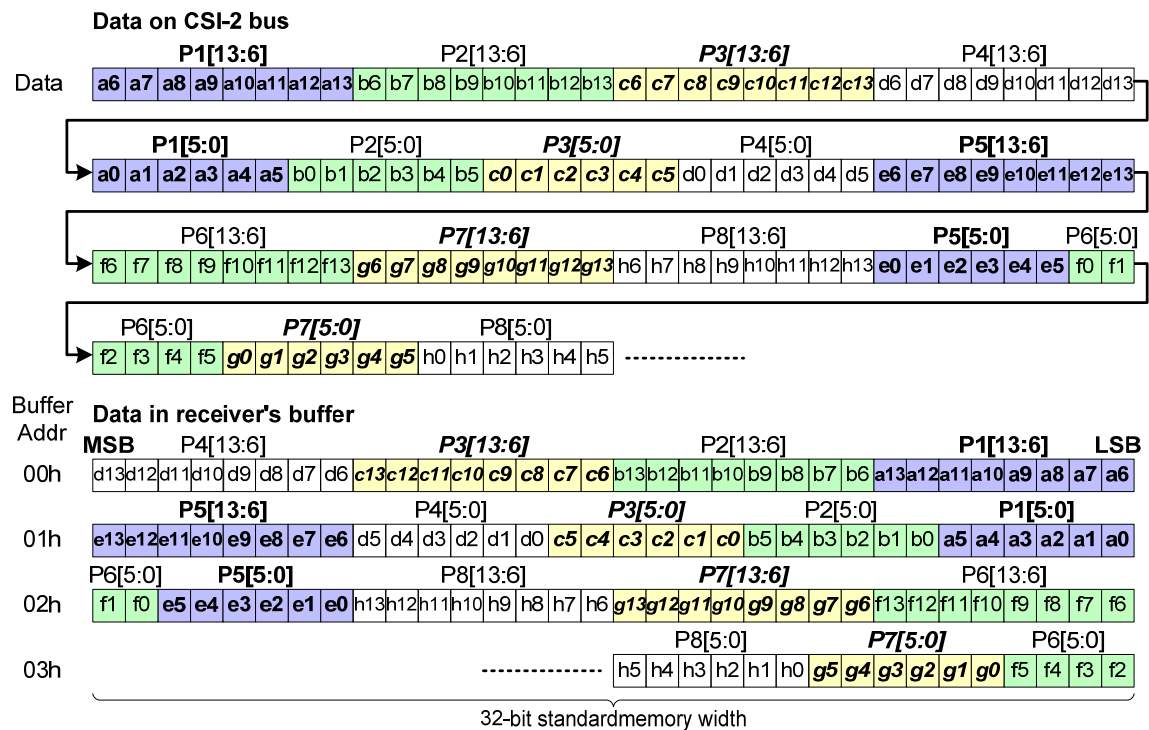 Data on CSI-2 bus
P1[13:6] P2[13:6] P3[13:6] P4[13:6]
Data a6 a7 a8 a9 a10 a11 a12 a13 b6 b7 b8 b9 b10 b11 b12 b13 c6 c7 c8 c9 c10 c11 c12 c13 d6 d7 d8 d9 d10 d11 d12 d13
P1[5:0] P2[5:0] P3[5:0] P4[5:0] P5[13:6]
a0 a1 a2 a3 a4 a5 b0 b1 b2 b3 b4 b5 c0 c1 c2 c3 c4 c5 d0 d1 d2 d3 d4 d5 e6 e7 e8 e9 e10 e11 e12 e13
P6[13:6] P7[13:6] P8[13:6] P5[5:0] P6[5:0]
f6 f7 f8 f9 f10 f11 f12 f13 g6 g7 g8 g9 g10 g11 g12 g13 h6 h7 h8 h9 h10 h11 h12 h13 e0 e1 e2 e3 e4 e5 f0 f1
P6[5:0] P7[5:0] P8[5:0]
f2 f3 f4 f5 g0 g1 g2 g3 g4 g5 h0 h1 h2 h3 h4 h5
Buffer
Addr
Data in receiver's buffer
MSB P4[13:6] P3[13:6] P2[13:6] P1[13:6] LSB
00h d13 d12 d11 d10 d9 d8 d7 d6 c13 c12 c11 c10 c9 c8 c7 c6 b13 b12 b11 b10 b9 b8 b7 b6 a13 a12 a11 a10 a9 a8 a7 a6
P5[13:6] P4[5:0] P3[5:0] P2[5:0] P1[5:0]
01h e13 e12 e11 e10 e9 e8 e7 e6 d5 d4 d3 d2 d1 d0 c5 c4 c3 c2 c1 c0 b5 b4 b3 b2 b1 b0 a5 a4 a3 a2 a1 a0
P6[5:0] P5[5:0] P8[13:6] P7[13:6] P6[13:6]
02h f1 f0 e5 e4 e3 e2 e1 e0 h13 h12 h11 h10 h9 h8 h7 h6 g13 g12 g11 g10 g9 g8 g7 g6 f13 f12 f11 f10 f9 f8 f7 f6
P8[5:0] P7[5:0] P6[5:0]
03h h5 h4 h3 h2 h1 h0 g5 g4 g3 g2 g1 g0 f5 f4 f3 f2
32-bit standardmemory width